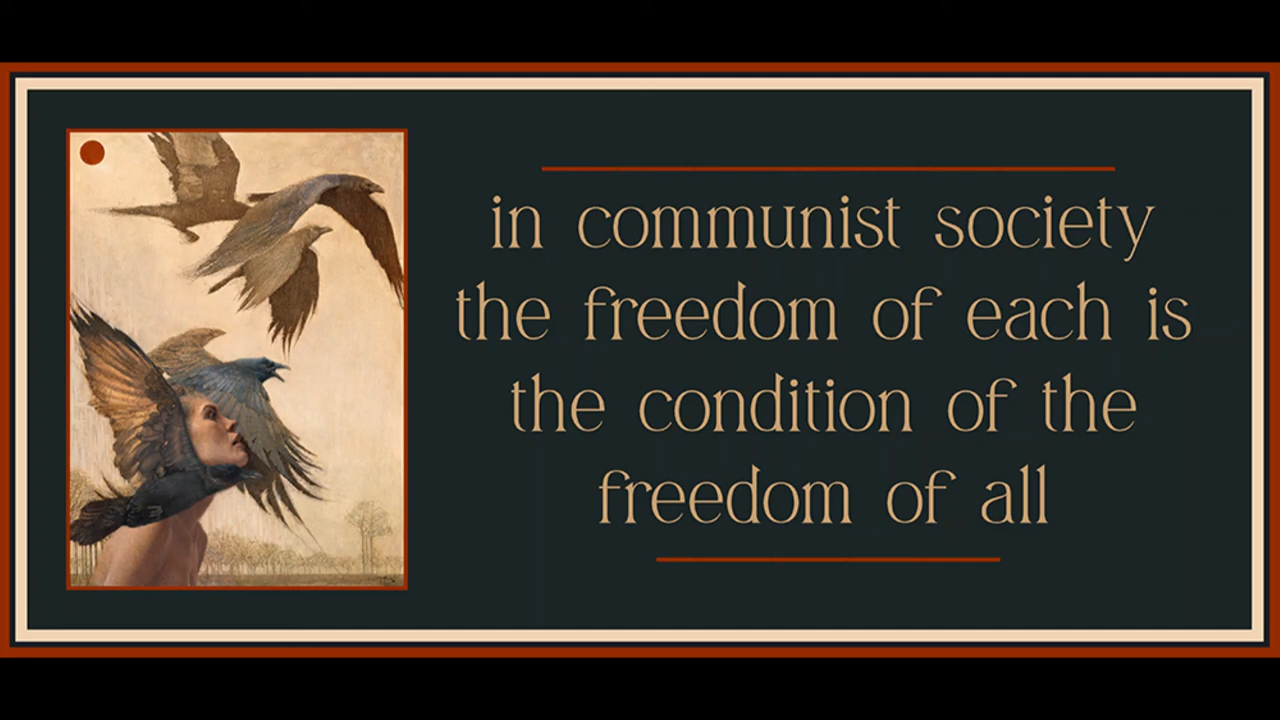 in communist society
the freedom of each is
the condition of the
freedom of all